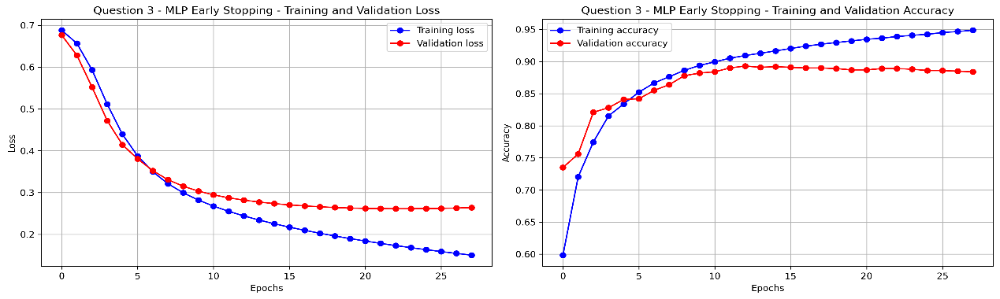 Question 3 - MLP Early Stopping - Training and Validation Loss
0.7
0.6
0.5
0.4
0.3
0.2
Loss
Training loss
Validation loss
0
5
10
15
20
25
Epochs
Question 3 - MLP Early Stopping - Training and Validation Accuracy
0.95
0.90
0.85
0.80
0.75
0.70
0.65
0.60
Accuracy
Training accuracy
Validation accuracy
0
5
10
15
20
25
Epochs